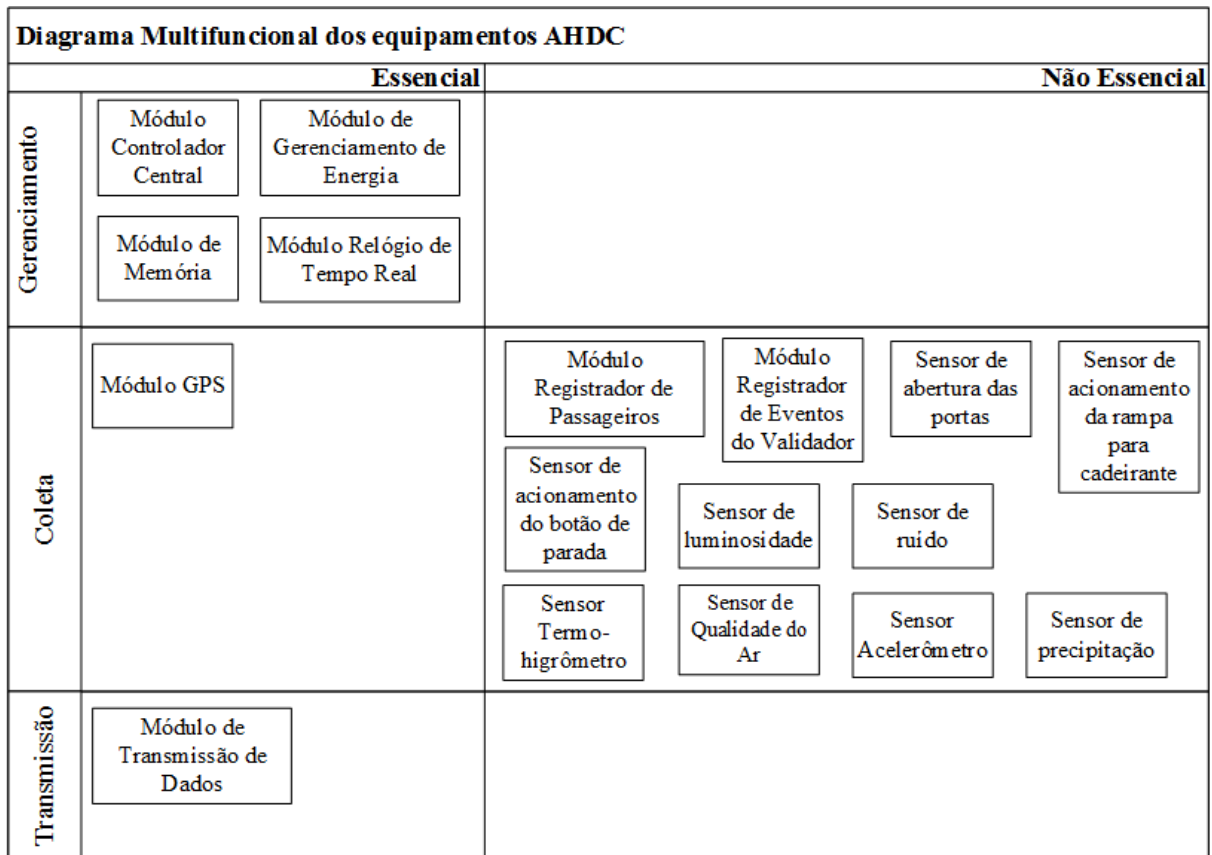 Diagrama Multifuncional dos equipamentos AHDC
Essencial
Não Essencial
Gerenciamento
Módulo
Controlador
Central
Módulo de
Gerenciamento de
Energia
Módulo de
Memória
Módulo Relógio de
Tempo Real
Coleta
Módulo GPS
Módulo
Registrador de
Passageiros
Módulo
Registrador
de Eventos
do Validador
Sensor de
abertura das
portas
Sensor de
acionamento
da rampa
para
cadeirante
Sensor de
acionamento
do botão de
parada
Sensor de
luminosidade
Sensor de
ruido
Sensor
Termo-
higrômetro
Sensor de
Qualidade do
Ar
Sensor
Acelerômetro
Sensor de
precipitação
Transmissão
Módulo de
Transmissão de
Dados